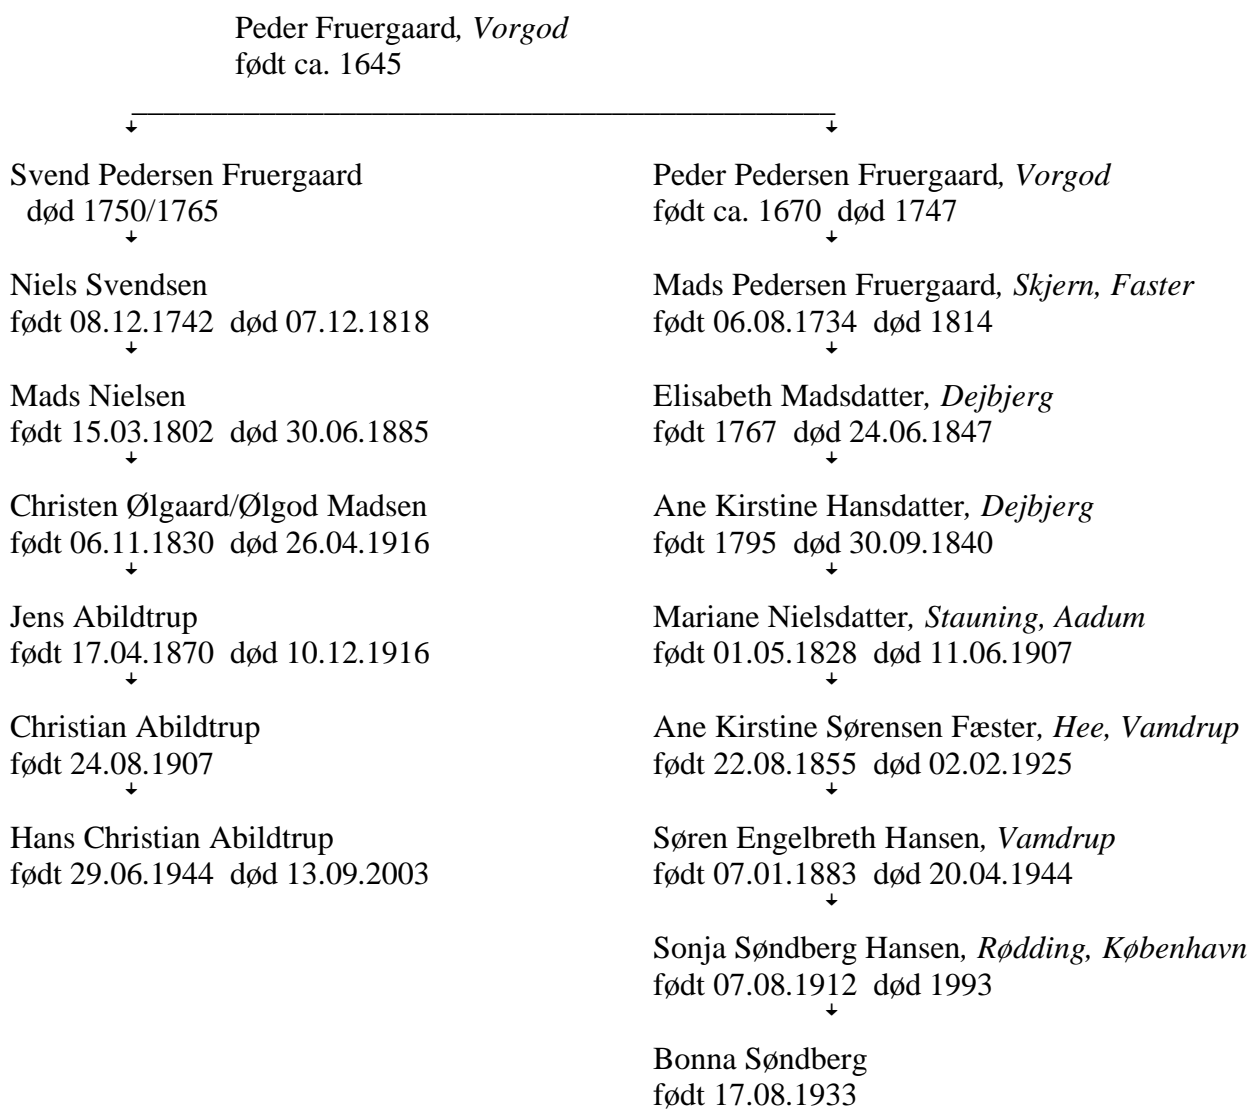 Peder Fruergaard, Vorgod
født ca. 1645
Svend Pedersen Fruergaard
død 1750/1765
Niels Svendsen
født 08.12.1742 død 07.12.1818
Mads Nielsen
født 15.03.1802 død 30.06.1885
Christen Ølgaard/Ølgod Madsen
født 06.11.1830 død 26.04.1916
Jens Abildtrup
født 17.04.1870 død 10.12.1916
Christian Abildtrup
født 24.08.1907
Hans Christian Abildtrup
født 29.06.1944 død 13.09.2003
Peder Pedersen Fruergaard, Vorgod
født ca. 1670 død 1747
Mads Pedersen Fruergaard, Skjern, Faster
født 06.08.1734 død 1814
Elisabeth Madsdatter, Dejbjerg
født 1767 død 24.06.1847
Ane Kirstine Hansdatter, Dejbjerg
født 1795 død 30.09.1840
Mariane Nielsdatter, Stauning, Aadum
født 01.05.1828 død 11.06.1907
Ane Kirstine Sørensen Fæster, Hee, Vamdrup
født 22.08.1855 død 02.02.1925
Søren Engelbreth Hansen, Vamdrup
født 07.01.1883 død 20.04.1944
Sonja Søndberg Hansen, Rødding, København
født 07.08.1912 død 1993
Bonna Søndberg
født 17.08.1933